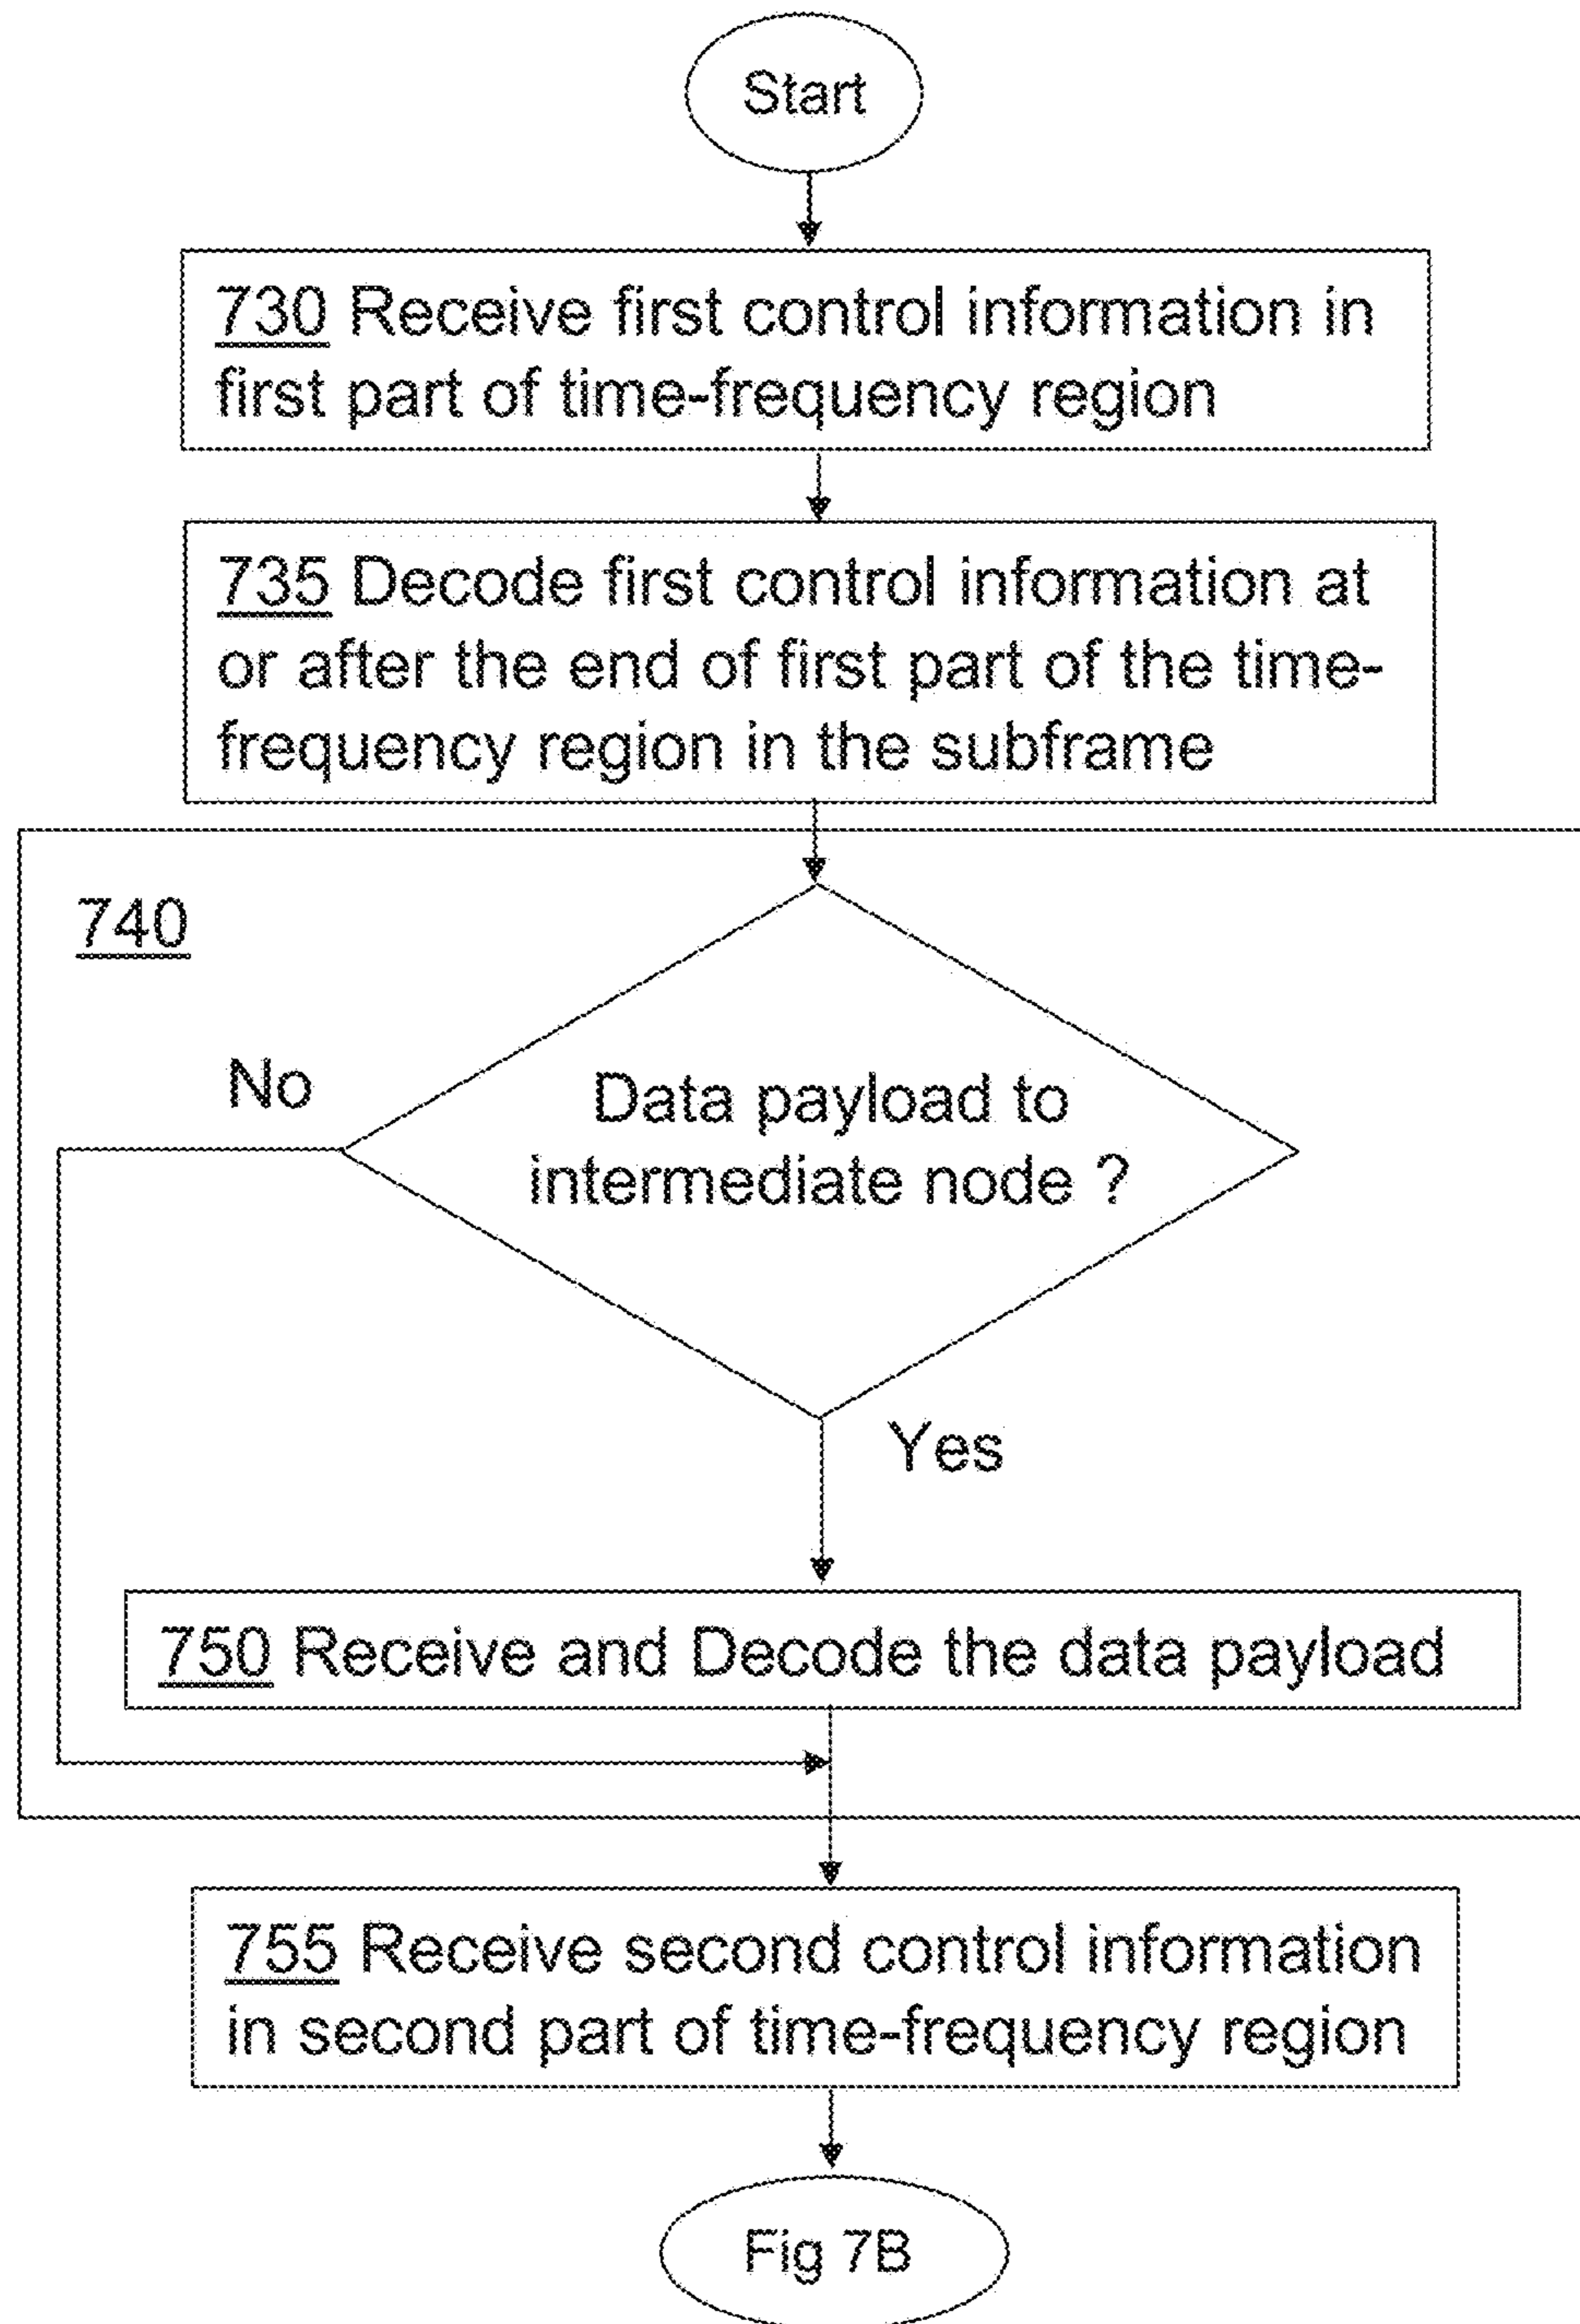 Start
730 Receive first control information in
first part of time-frequency region
735 Decode first control information at
or after the end of first part of the time-
frequency region in the subframe
740
No
Data payload to
intermediate node ?
Yes
750 Receive and Decode the data payload
755 Receive second control information
in second part of time-frequency region
Fig 7B